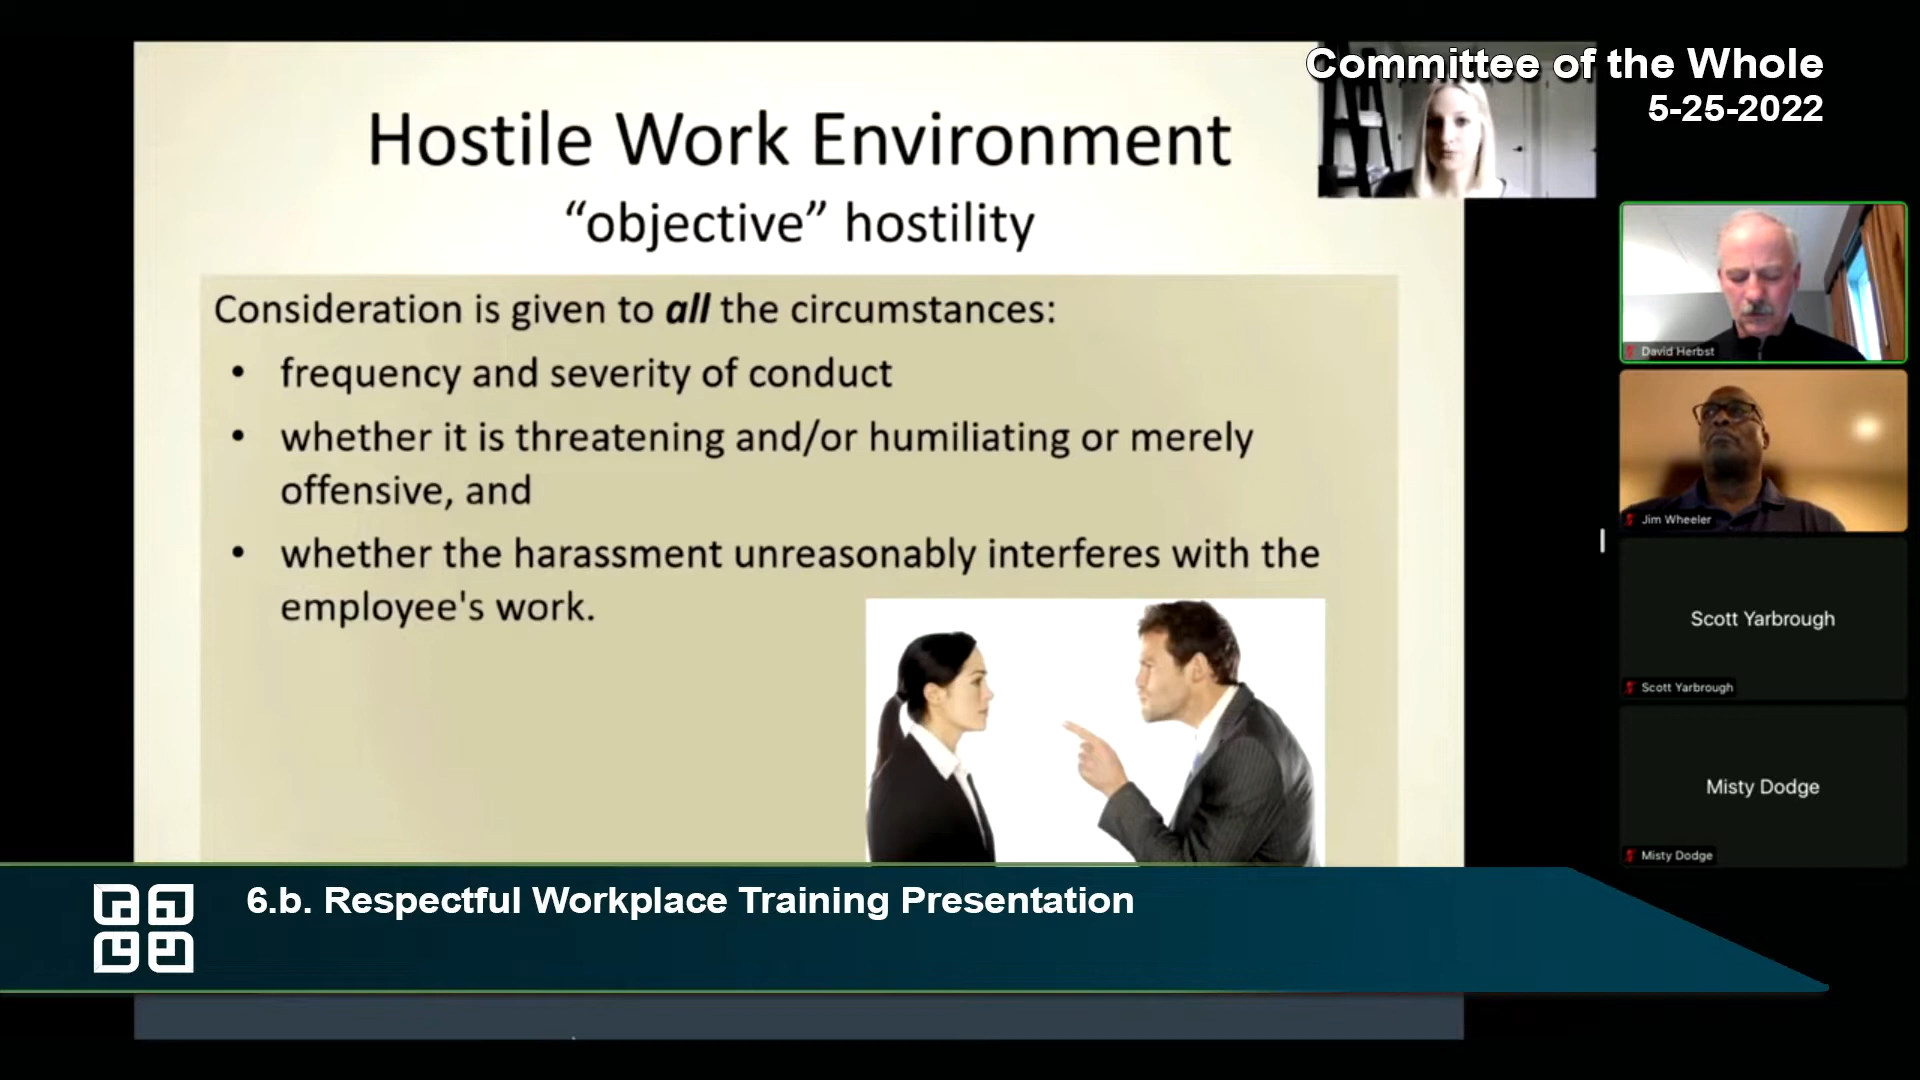 Committee of the Whole
5-25-2022
Hostile Work Environment
“objective” hostility
Consideration is given to all the circumstances:
• frequency and severity of conduct
• whether it is threatening and/or humiliating or merely
offensive, and
• whether the harassment unreasonably interferes with the
employee's work.
David Herbst
Jim Wheeler
Scott Yarbrough
Scott Yarbrough
Misty Dodge
Misty Dodge
6.b. Respectful Workplace Training Presentation